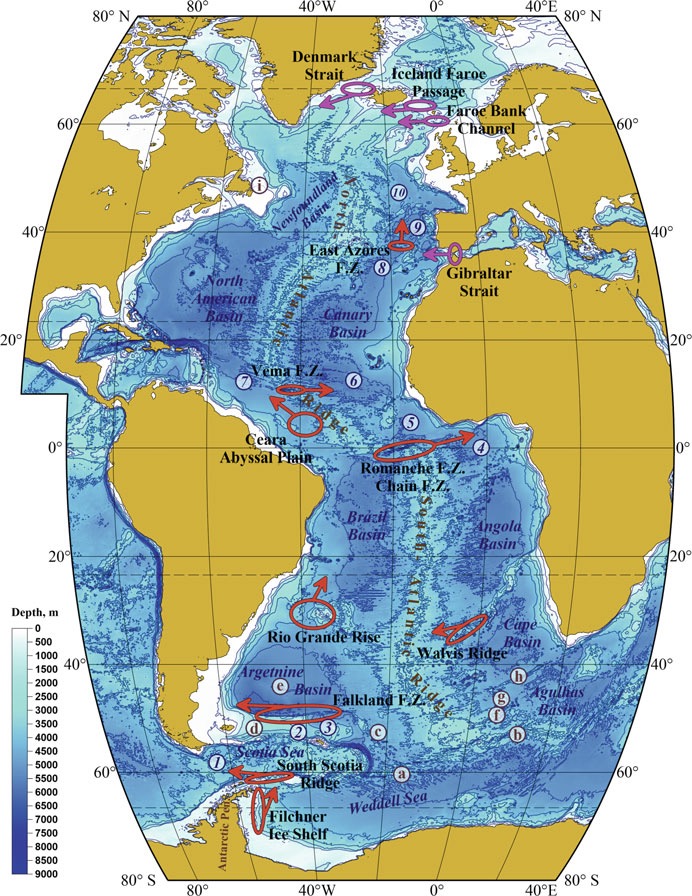 80° N
80°
40°W
0°
40°E
80° N
Denmark
Strait
Iceland Faroe
Passage
Faroe Bank
Channel
60°
60°
i
Newfoundland
Basin
North
10
9
40°
40°
East Azores
F.Z.
8
Gibraltar
Strait
North
American
Basin
Atlantic
Canary
Basin
20°
20°
Vema F.Z.
7
6
Ridge
5
Ceara
Abyssal Plain
4
0°
0°
Romanche F.Z.
Chain F.Z.
Brazil
Basin
South
Angola
Basin
20°
20°
Atlantic
Rio Grande Rise
Cape
Basin
Walvis Ridge
40°
40°
Argetnine
Basin
Ridge
e
h
g
f
Agulhas
Basin
Falkland F.Z.
d
2
3
c
b
Scotia Sea
1
South Scotia
Ridge
a
60°
60°
Weddell Sea
Filchner
Ice Shelf
Antarctic Pen.
Depth, m
0
500
1000
1500
2000
2500
3000
3500
4000
4500
5000
5500
6000
6500
7000
7500
8000
8500
9000
80° S
80°
40°W
0°
40°E
80° S